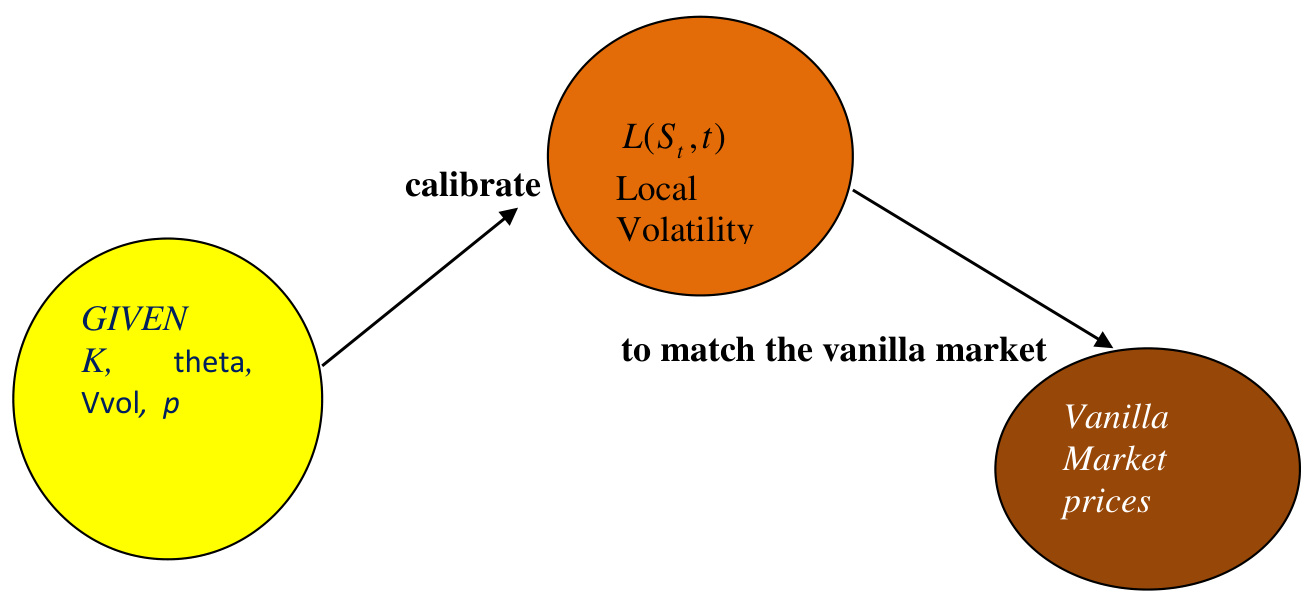 L(S_t, t)
Local
Volatility
calibrate
GIVEN
K, theta,
Vvol, p
to match the vanilla market
Vanilla
Market
prices